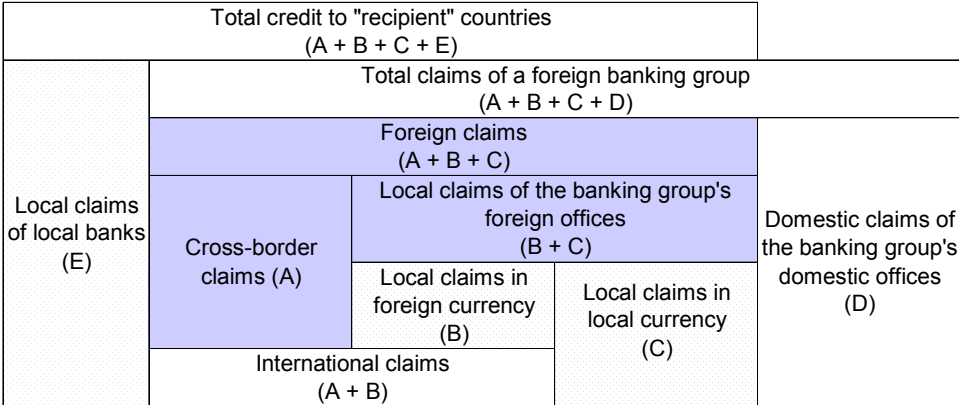 Total credit to "recipient" countries
(A + B + C + E)
Total claims of a foreign banking group
(A + B + C + D)
Foreign claims
(A + B + C)
Local claims
of local banks
(E)
Cross-border
claims (A)
Local claims of the banking group's
foreign offices
(B + C)
Local claims in
foreign currency
(B)
Local claims in
local currency
(C)
Domestic claims of
the banking group's
domestic offices
(D)
International claims
(A + B)